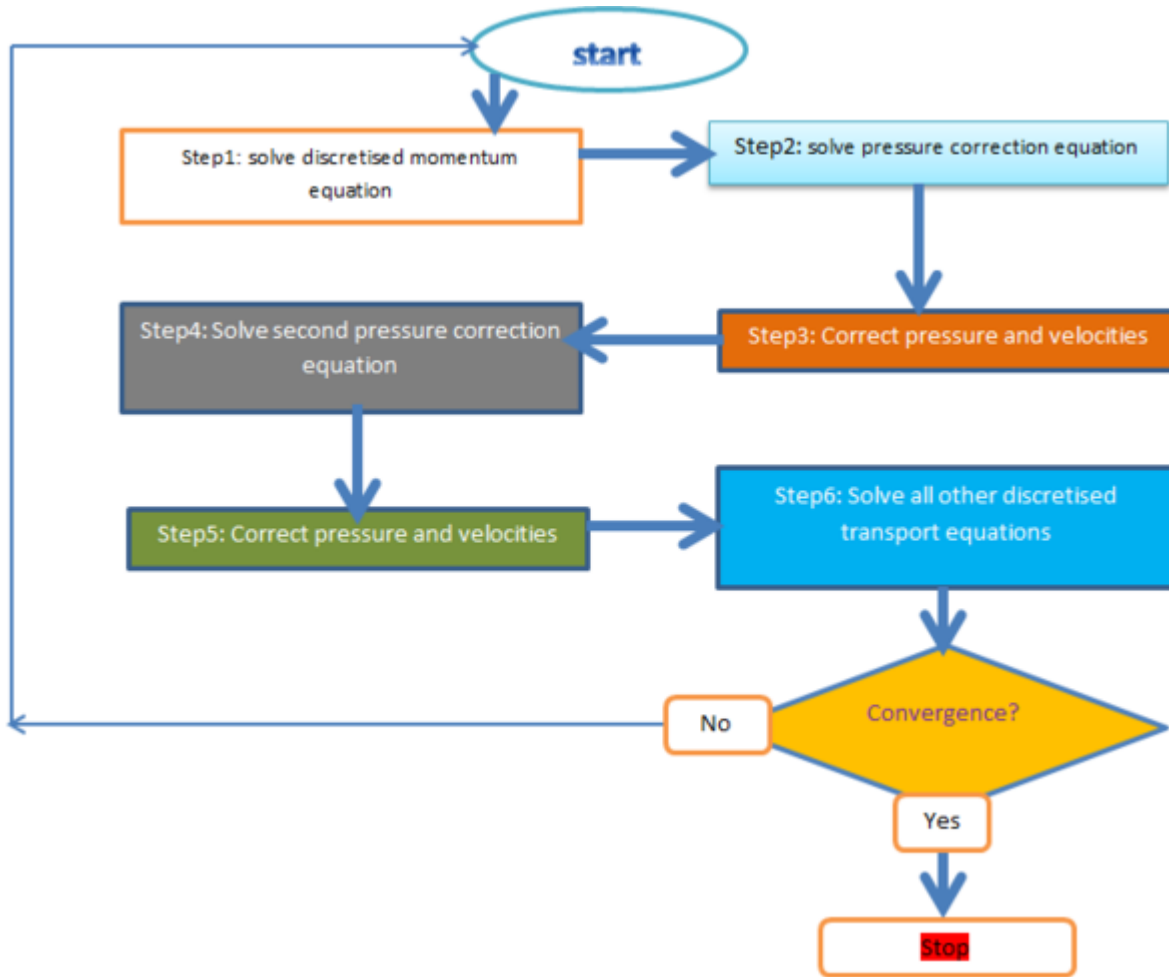 start
Step1: solve discretised momentum
equation
Step2: solve pressure correction equation
Step3: Correct pressure and velocities
Step4: Solve second pressure correction
equation
Step5: Correct pressure and velocities
Step6: Solve all other discretised
transport equations
Convergence?
No
Yes
Stop